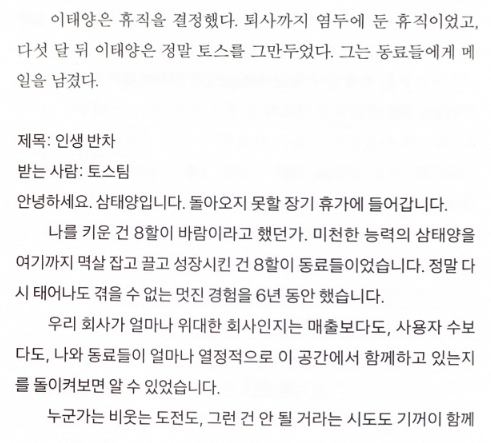 이태양은 휴직을 결정했다. 퇴사까지 염두에 둔 휴직이었고,
다섯 달 뒤 이태양은 정말 토스를 그만두었다. 그는 동료들에게 메
일을 남겼다.
제목: 인생 반차
받는 사람: 토스팀
안녕하세요. 삼태양입니다. 돌아오지 못할 장기 휴가에 들어갑니다.
나를 키운 건 8할이 바람이라고 했던가. 미천한 능력의 삼태양을
여기까지 멱살 잡고 끌고 성장시킨 건 8할이 동료들이었습니다. 정말 다
시 태어나도 겪을 수 없는 멋진 경험을 6년 동안 했습니다.
우리 회사가 얼마나 위대한 회사인지는 매출보다도, 사용자 수보
다도, 나와 동료들이 얼마나 열정적으로 이 공간에서 함께하고 있는지
를 돌이켜보면 알 수 있었습니다.
누군가는 비웃는 도전도, 그런 건 안 될 거라는 시도도 기꺼이 함께